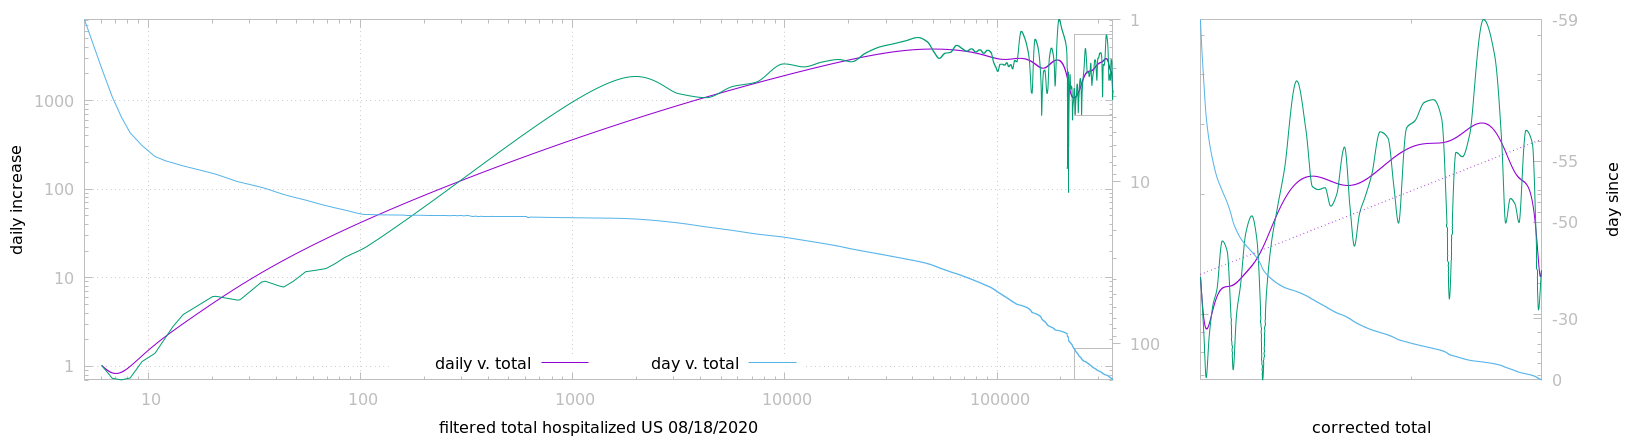 1
-59
1000
daily increase
100
10
1
10
100
-55
-50
-30
0
day since
daily v. total
day v. total
10
100
1000
10000
100000
filtered total hospitalized US 08/18/2020
corrected total